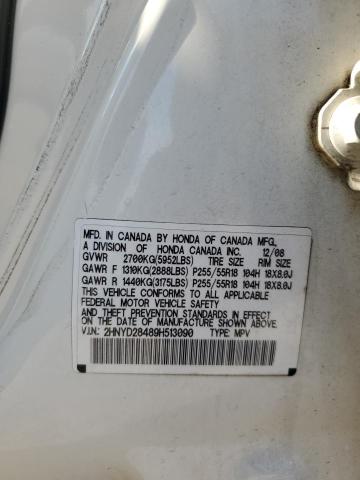 MFD. IN CANADA BY HONDA OF CANADA MFG.,
A DIVISION OF HONDA CANADA INC. 12/08
GVWR 2700KG(5952LBS) TIRE SIZE RIM SIZE
GAWR F 1310KG(2888LBS) P255/55R18 104H 18X8.0J
GAWR R 1440KG(3175LBS) P255/55R18 104H 18X8.0J
THIS VEHICLE CONFORMS TO ALL APPLICABLE
FEDERAL MOTOR VEHICLE SAFETY AND
THEFT PREVENTION STANDARDS IN EFFECT
ON THE DATE OF MANUFACTURE SHOWN ABOVE.
V.I.N.: 2HNYD28489H513090 TYPE: MPV